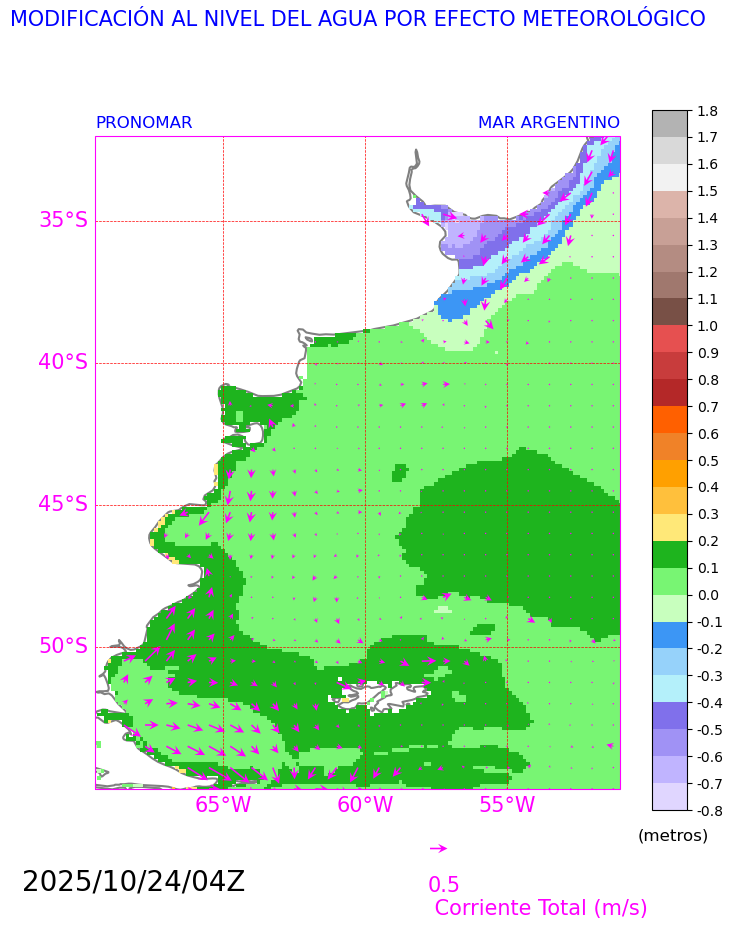 MODIFICACIÓN AL NIVEL DEL AGUA POR EFECTO METEOROLÓGICO
PRONOMAR MAR ARGENTINO
35°S
40°S
45°S
50°S
65°W 60°W 55°W
1.8
1.7
1.6
1.5
1.4
1.3
1.2
1.1
1.0
0.9
0.8
0.7
0.6
0.5
0.4
0.3
0.2
0.1
0.0
-0.1
-0.2
-0.3
-0.4
-0.5
-0.6
-0.7
-0.8
(metros)
2025/10/24/04Z
0.5
Corriente Total (m/s)